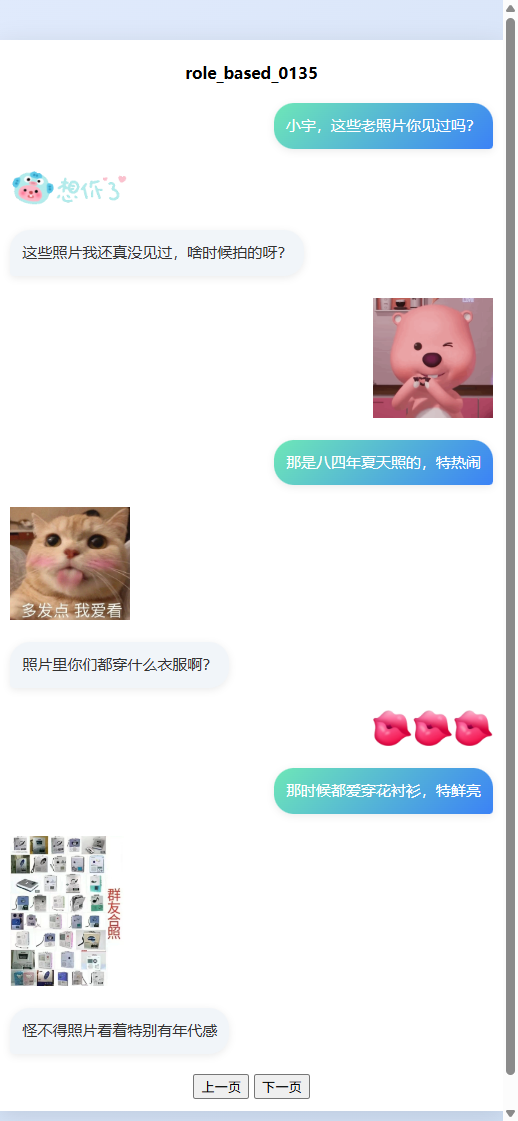 role_based_0135
小宇，这些老照片你见过吗？
想你了
这些照片我还真没见过，啥时候拍的呀？
那是八四年夏天照的，特热闹
多发点 我爱看
照片里你们都穿什么衣服啊？
那时候都爱穿花衬衫，特鲜亮
群友合照
怪不得照片看着特别有年代感
上一页 下一页